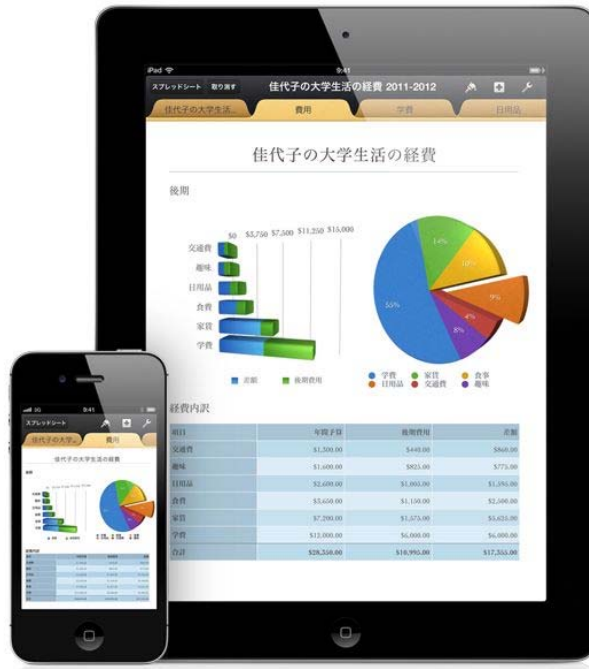 iPad 9:41
スプレッドシート 取り消す 佳代子の大学生活の経費 2011-2012
佳代子の大学生活... 費用 学費 日用品
佳代子の大学生活の経費
後期
$0 $3,750 $7,500 $11,250 $15,000
交通費
趣味
日用品
食費
家賃
学費
差額 後期費用
14%
10%
9%
4%
8%
55%
学費 家賃 食事
日用品 交通費 趣味
経費内訳
項目 年間予算 後期費用 差額
交通費 $1,300.00 $440.00 $860.00
趣味 $1,600.00 $825.00 $775.00
日用品 $2,600.00 $1,005.00 $1,595.00
食費 $3,650.00 $1,150.00 $2,500.00
家賃 $7,200.00 $1,575.00 $5,625.00
学費 $12,000.00 $6,000.00 $6,000.00
合計 $28,350.00 $10,995.00 $17,355.00
3G 9:41
スプレッドシート
佳代子の大学... 費用
佳代子の大学生活の経費
後期
経費内訳